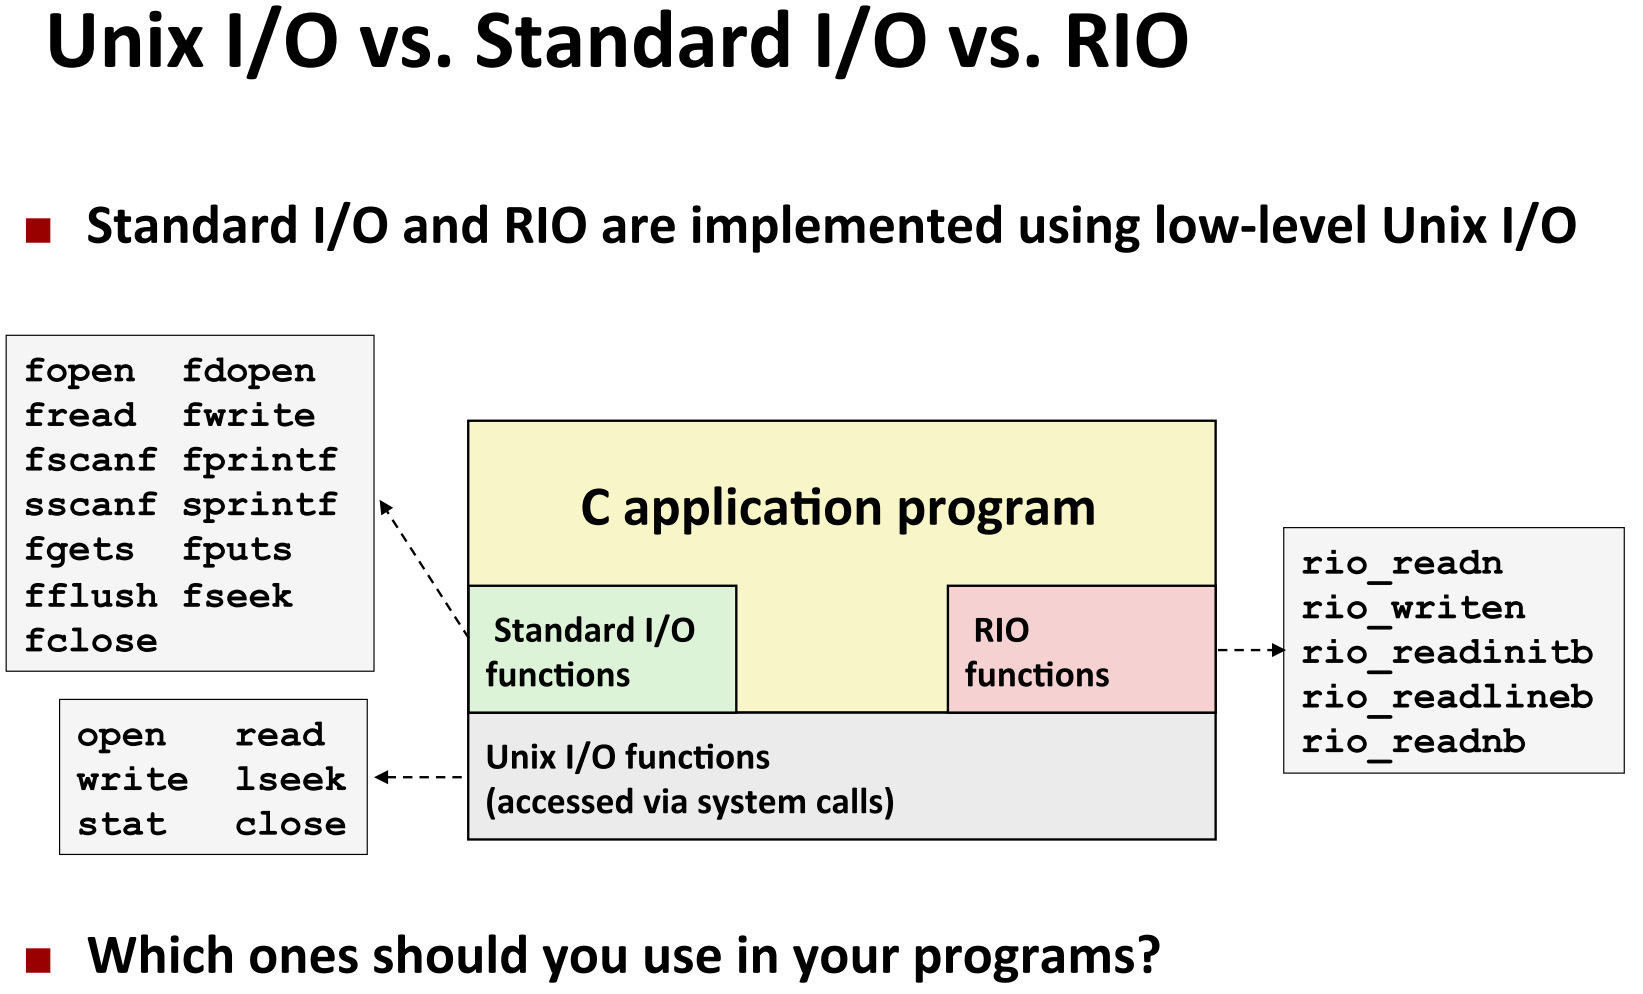 Unix I/O vs. Standard I/O vs. RIO
Standard I/O and RIO are implemented using low-level Unix I/O
fopen fdopen
fread fwrite
fscanf fprintf
sscanf sprintf
fgets fputs
fflush fseek
fclose
open read
write lseek
stat close
C application program
Standard I/O
functions
RIO
functions
Unix I/O functions
(accessed via system calls)
rio_readn
rio_writen
rio_readinitb
rio_readlineb
rio_readnb
Which ones should you use in your programs?